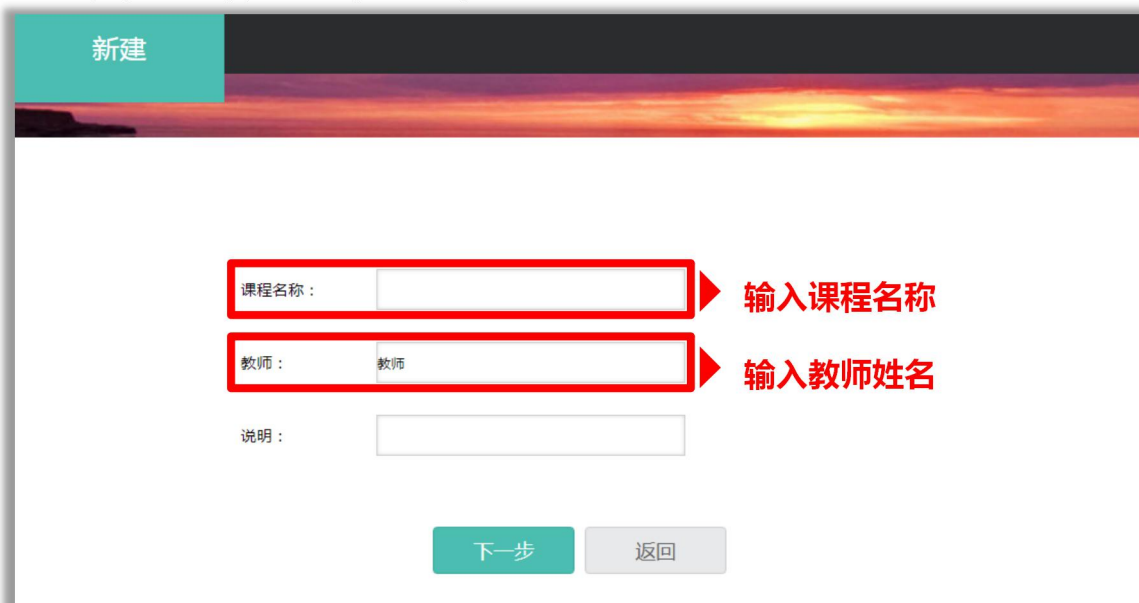 新建
课程名称：
输入课程名称
教师：
教师
输入教师姓名
说明：
下一步
返回